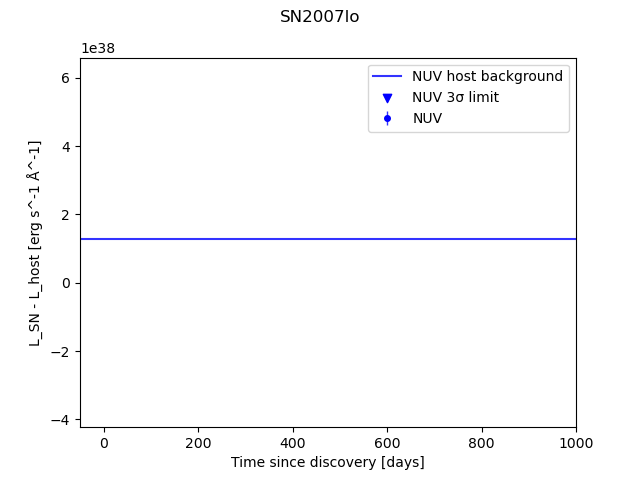 SN2007lo
1e38
NUV host background
NUV 3σ limit
NUV
6
4
2
0
−2
−4
L_SN - L_host [erg s^-1 Å^-1]
0 200 400 600 800 1000
Time since discovery [days]